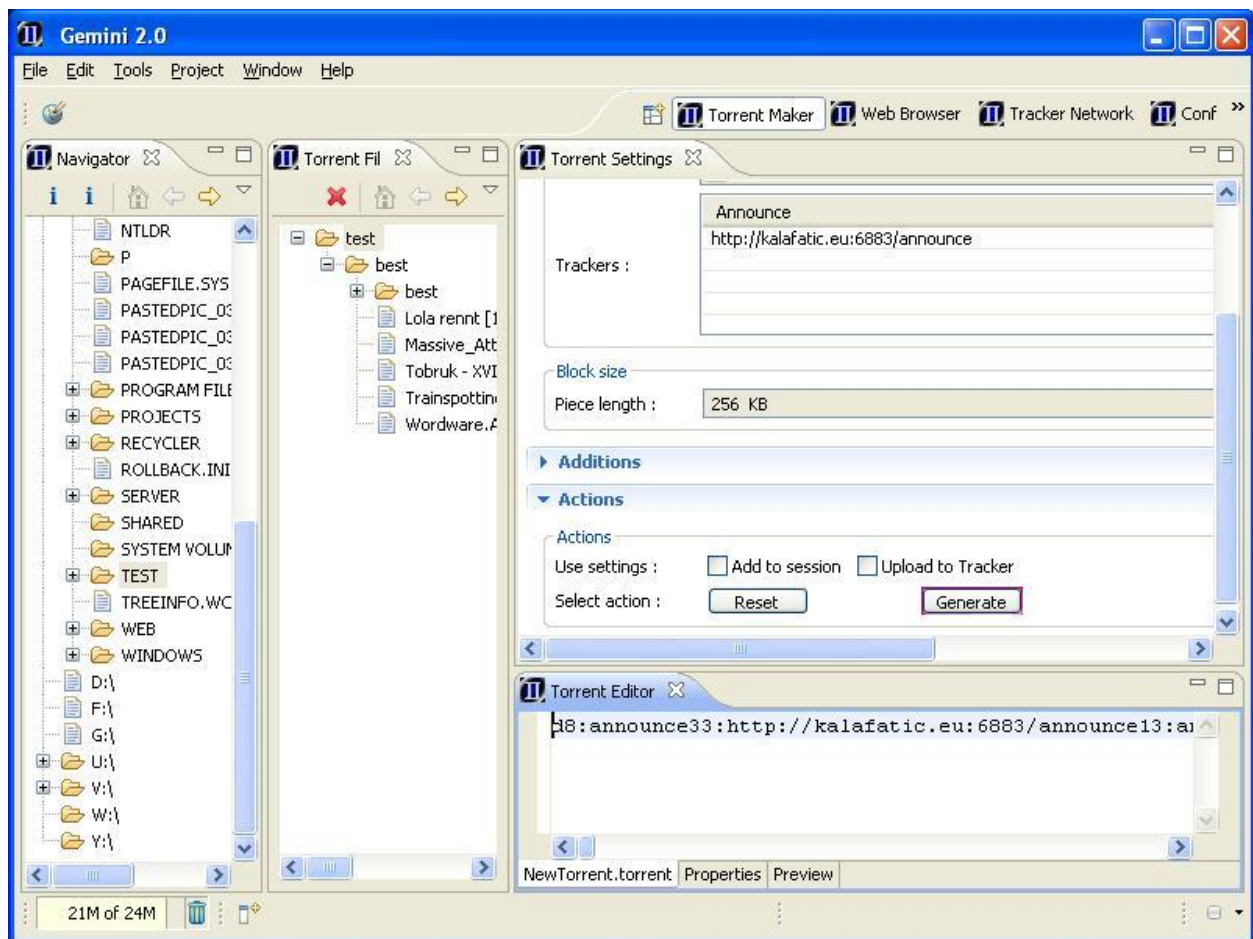 Gemini 2.0
File Edit Tools Project Window Help
Torrent Maker Web Browser Tracker Network Conf »
Navigator
NTLDR
P
PAGEFILE.SYS
PASTEDPIC_03
PASTEDPIC_03
PASTEDPIC_03
PROGRAM FILE
PROJECTS
RECYCLER
ROLLBACK.INI
SERVER
SHARED
SYSTEM VOLUM
TEST
TREEINFO.WC
WEB
WINDOWS
D:\
F:\
G:\
U:\
V:\
W:\
Y:\
Torrent Fil
test
best
best
Lola rennt [1
Massive_Att
Tobruk - XVI
Trainspotting
Wordware.A
Torrent Settings
Announce
http://kalafatic.eu:6883/announce
Trackers :
Block size
Piece length : 256 KB
Additions
Actions
Actions
Use settings : Add to session Upload to Tracker
Select action : Reset Generate
Torrent Editor
d8:announce33:http://kalafatic.eu:6883/announce13:an
NewTorrent.torrent Properties Preview
21M of 24M